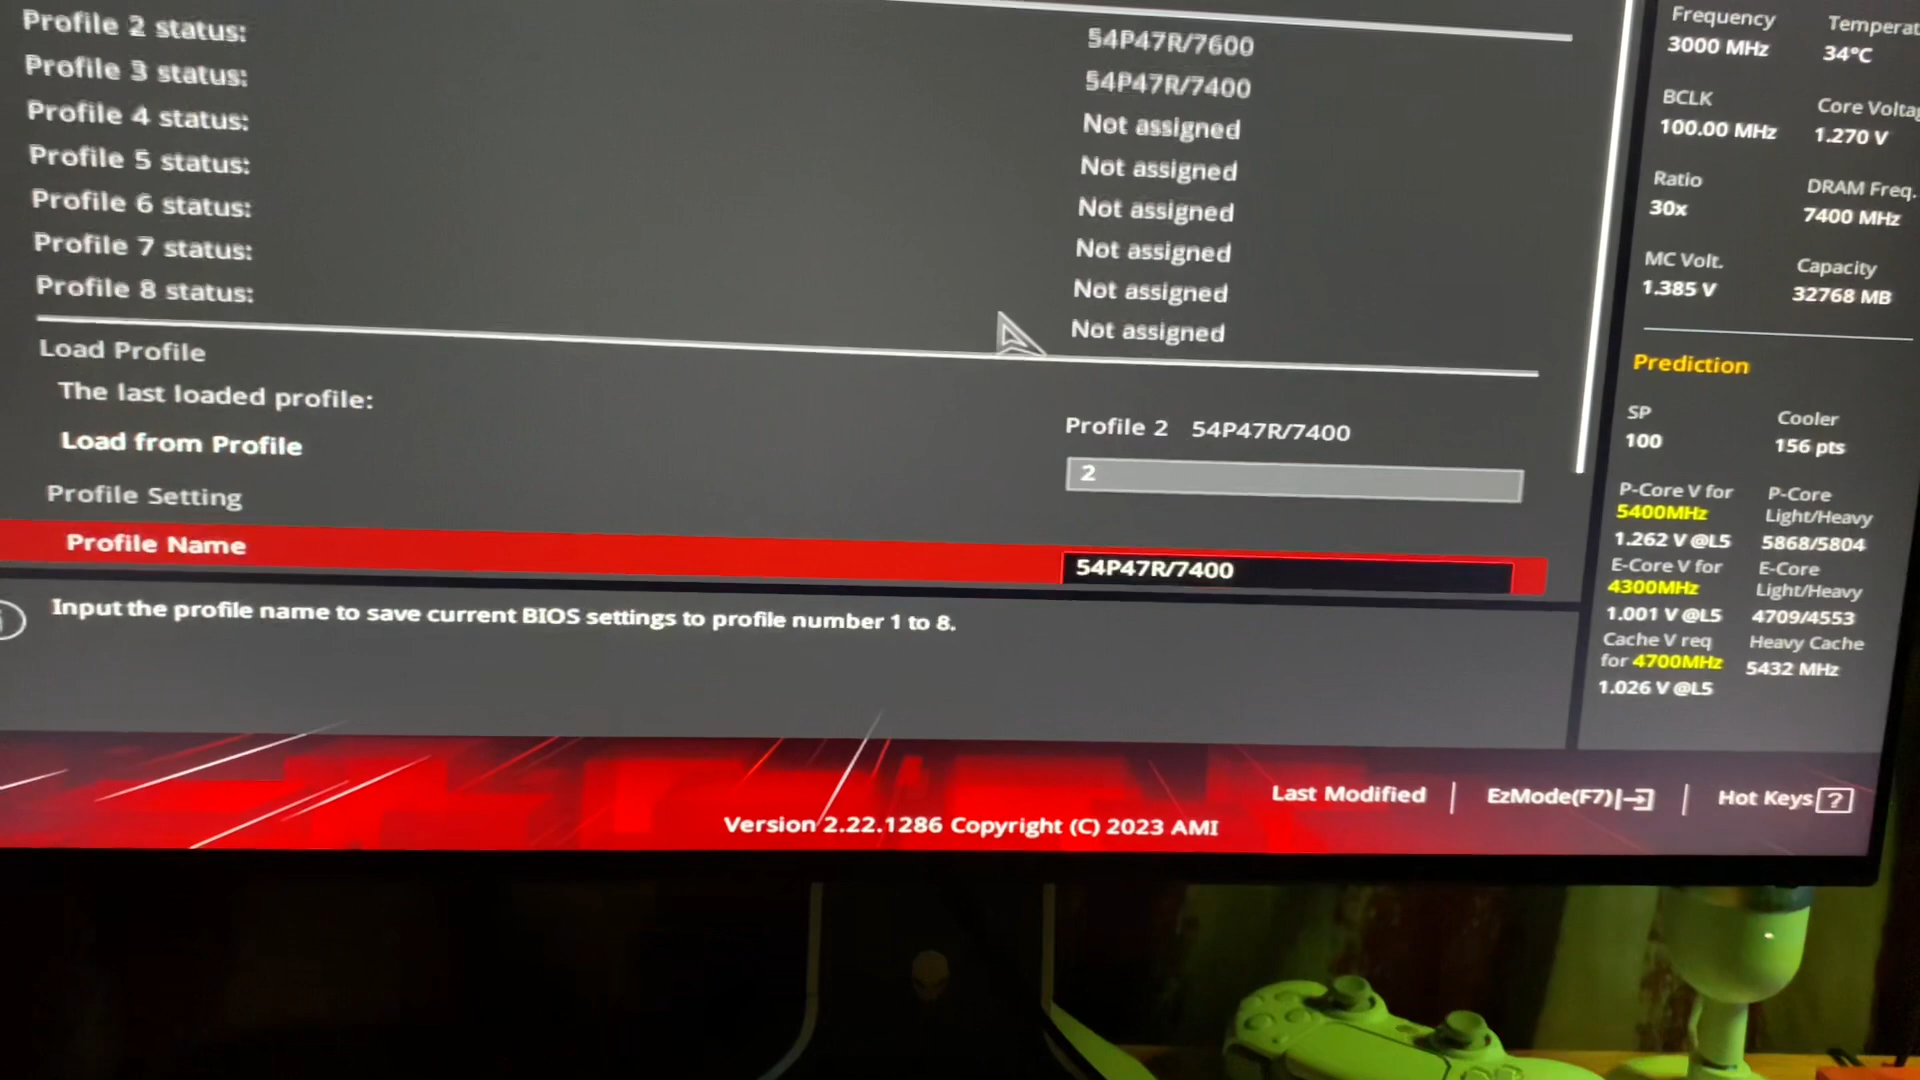 Profile 2 status:
54P47R/7600
Profile 3 status:
54P47R/7400
Profile 4 status:
Not assigned
Profile 5 status:
Not assigned
Profile 6 status:
Not assigned
Profile 7 status:
Not assigned
Profile 8 status:
Not assigned
Not assigned
Load Profile
The last loaded profile:
Profile 2 54P47R/7400
Load from Profile
2
Profile Setting
Profile Name
54P47R/7400
Input the profile name to save current BIOS settings to profile number 1 to 8.
Version 2.22.1286 Copyright (C) 2023 AMI
Last Modified
EzMode(F7)
Hot Keys ?
Frequency
3000 MHz
34°C
BCLK
100.00 MHz
Core
1.270 V
Ratio
30x
DRAM Freq.
7400 MHz
MC Volt.
1.385 V
Capacity
32768 MB
Prediction
SP
100
Cooler
156 pts
P-Core V for
5400MHz
1.262 V @L5
P-Core
Light/Heavy
5868/5804
E-Core V for
4300MHz
1.001 V @L5
E-Core
Light/Heavy
4709/4553
Cache V req
for 4700MHz
1.026 V @L5
Heavy Cache
5432 MHz